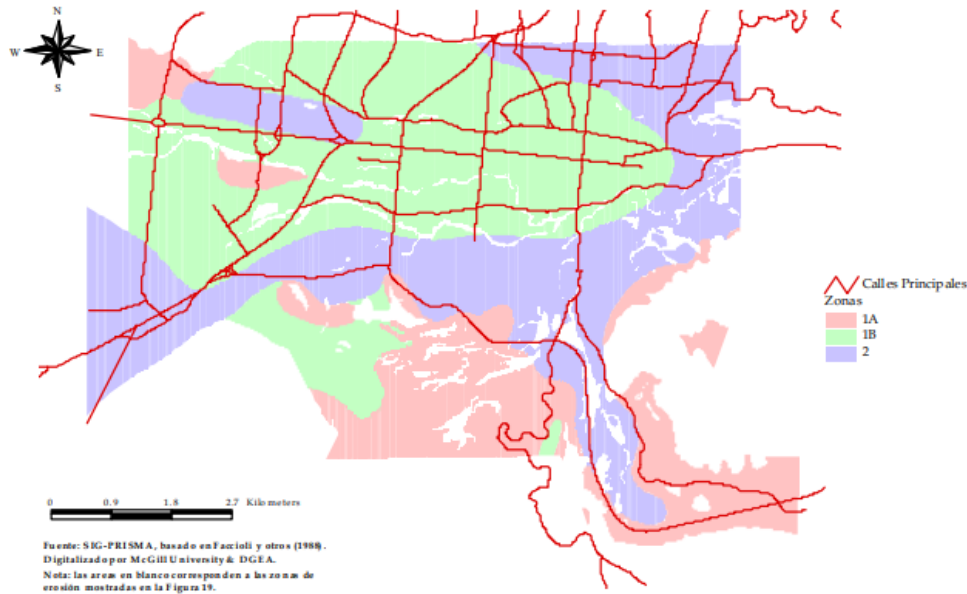 N
W E
S
Calles Principales
Zonas
1A
1B
2
0 0.9 1.8 2.7 Kilometers
Fuente: SIG-PRISMA, basado en Faccioli y otros (1988).
Digitalizado por McGill University & DGEA.
Nota: las areas en blanco corresponden a las zonas de
erosión mostradas en la Figura 19.